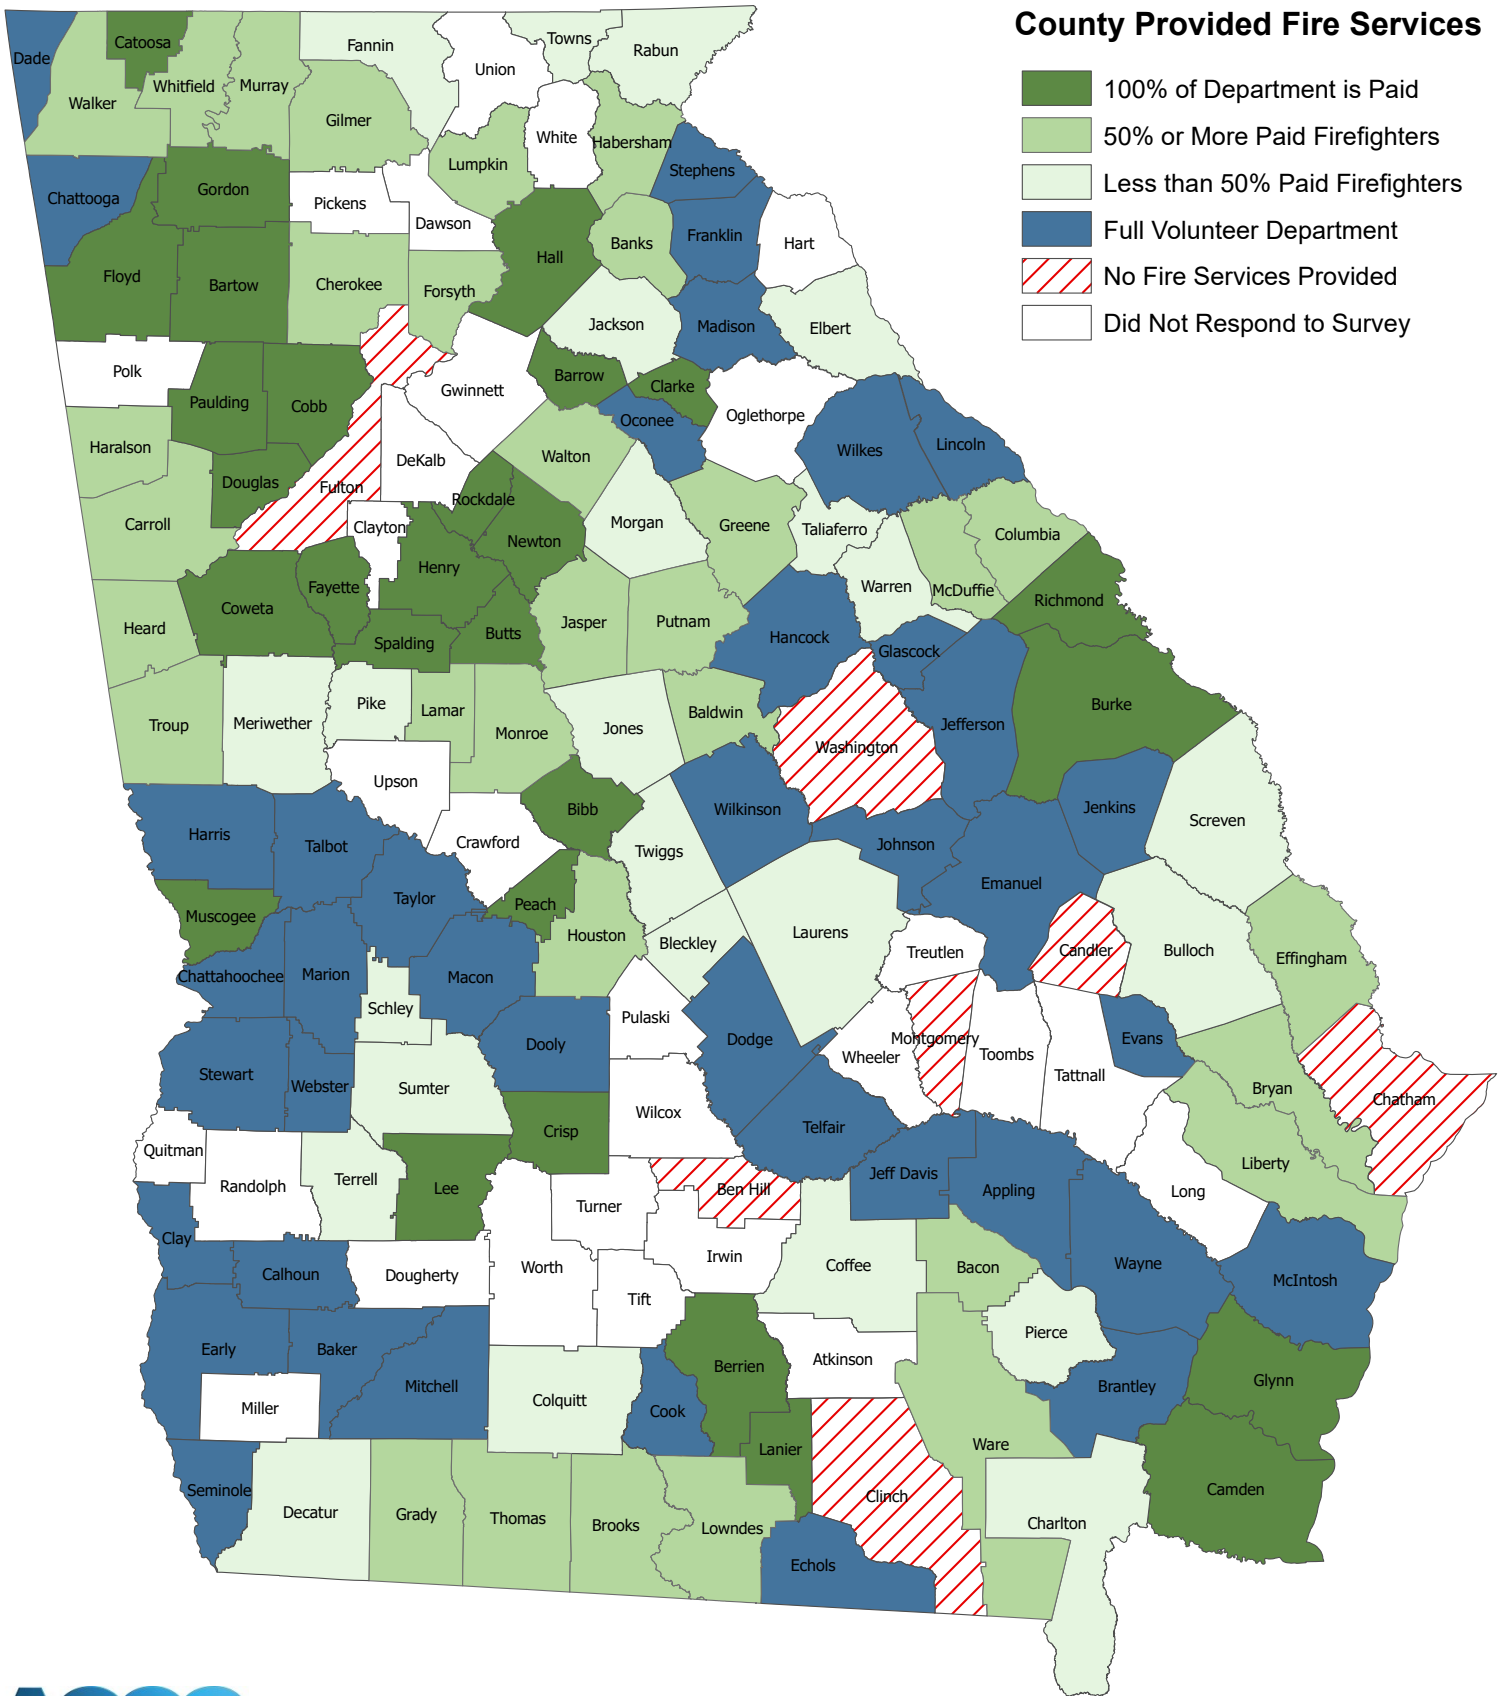 County Provided Fire Services
100% of Department is Paid
50% or More Paid Firefighters
Less than 50% Paid Firefighters
Full Volunteer Department
No Fire Services Provided
Did Not Respond to Survey
Dade
Catoosa
Walker
Whitfield
Murray
Fannin
Gilmer
Union
Towns
Rabun
White
Lumpkin
Habersham
Stephens
Chattooga
Gordon
Pickens
Dawson
Hall
Banks
Franklin
Hart
Floyd
Bartow
Cherokee
Forsyth
Jackson
Madison
Elbert
Polk
Paulding
Cobb
Gwinnett
Barrow
Clarke
Oconee
Oglethorpe
Wilkes
Lincoln
Haralson
Douglas
Fulton
DeKalb
Rockdale
Walton
Morgan
Greene
Taliaferro
Columbia
Carroll
Clayton
Henry
Newton
McDuffie
Warren
Richmond
Heard
Coweta
Fayette
Spalding
Butts
Jasper
Putnam
Hancock
Glascock
Burke
Troup
Meriwether
Pike
Lamar
Monroe
Jones
Baldwin
Washington
Jefferson
Upson
Bibb
Wilkinson
Jenkins
Screven
Harris
Talbot
Crawford
Twiggs
Johnson
Emanuel
Muscogee
Taylor
Peach
Houston
Bleckley
Laurens
Treutlen
Candler
Bulloch
Effingham
Chattahoochee
Marion
Schley
Macon
Pulaski
Dooly
Dodge
Wheeler
Montgomery
Toombs
Tattnall
Evans
Bryan
Chatham
Stewart
Webster
Sumter
Crisp
Wilcox
Telfair
Quitman
Randolph
Terrell
Lee
Turner
Ben Hill
Jeff Davis
Appling
Long
Liberty
Clay
Calhoun
Dougherty
Worth
Tift
Irwin
Coffee
Bacon
Wayne
McIntosh
Early
Baker
Mitchell
Miller
Colquitt
Cook
Berrien
Atkinson
Pierce
Brantley
Glynn
Seminole
Decatur
Grady
Thomas
Brooks
Lowndes
Lanier
Clinch
Ware
Echols
Charlton
Camden